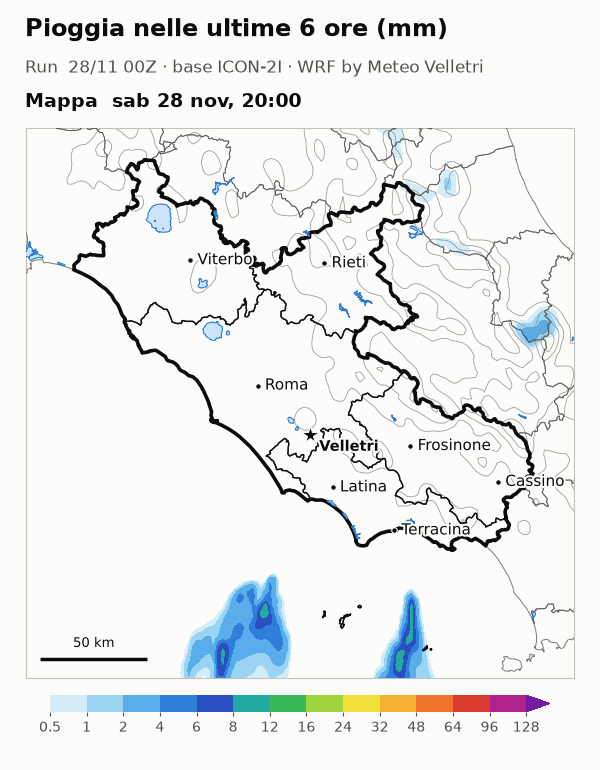 Pioggia nelle ultime 6 ore (mm)
Run  28/11 00Z · base ICON-2I · WRF by Meteo Velletri
Mappa  sab 28 nov, 20:00
Viterbo
Rieti
Roma
Velletri
Frosinone
Latina
Cassino
Terracina
50 km
0.5 1 2 4 6 8 12 16 24 32 48 64 96 128